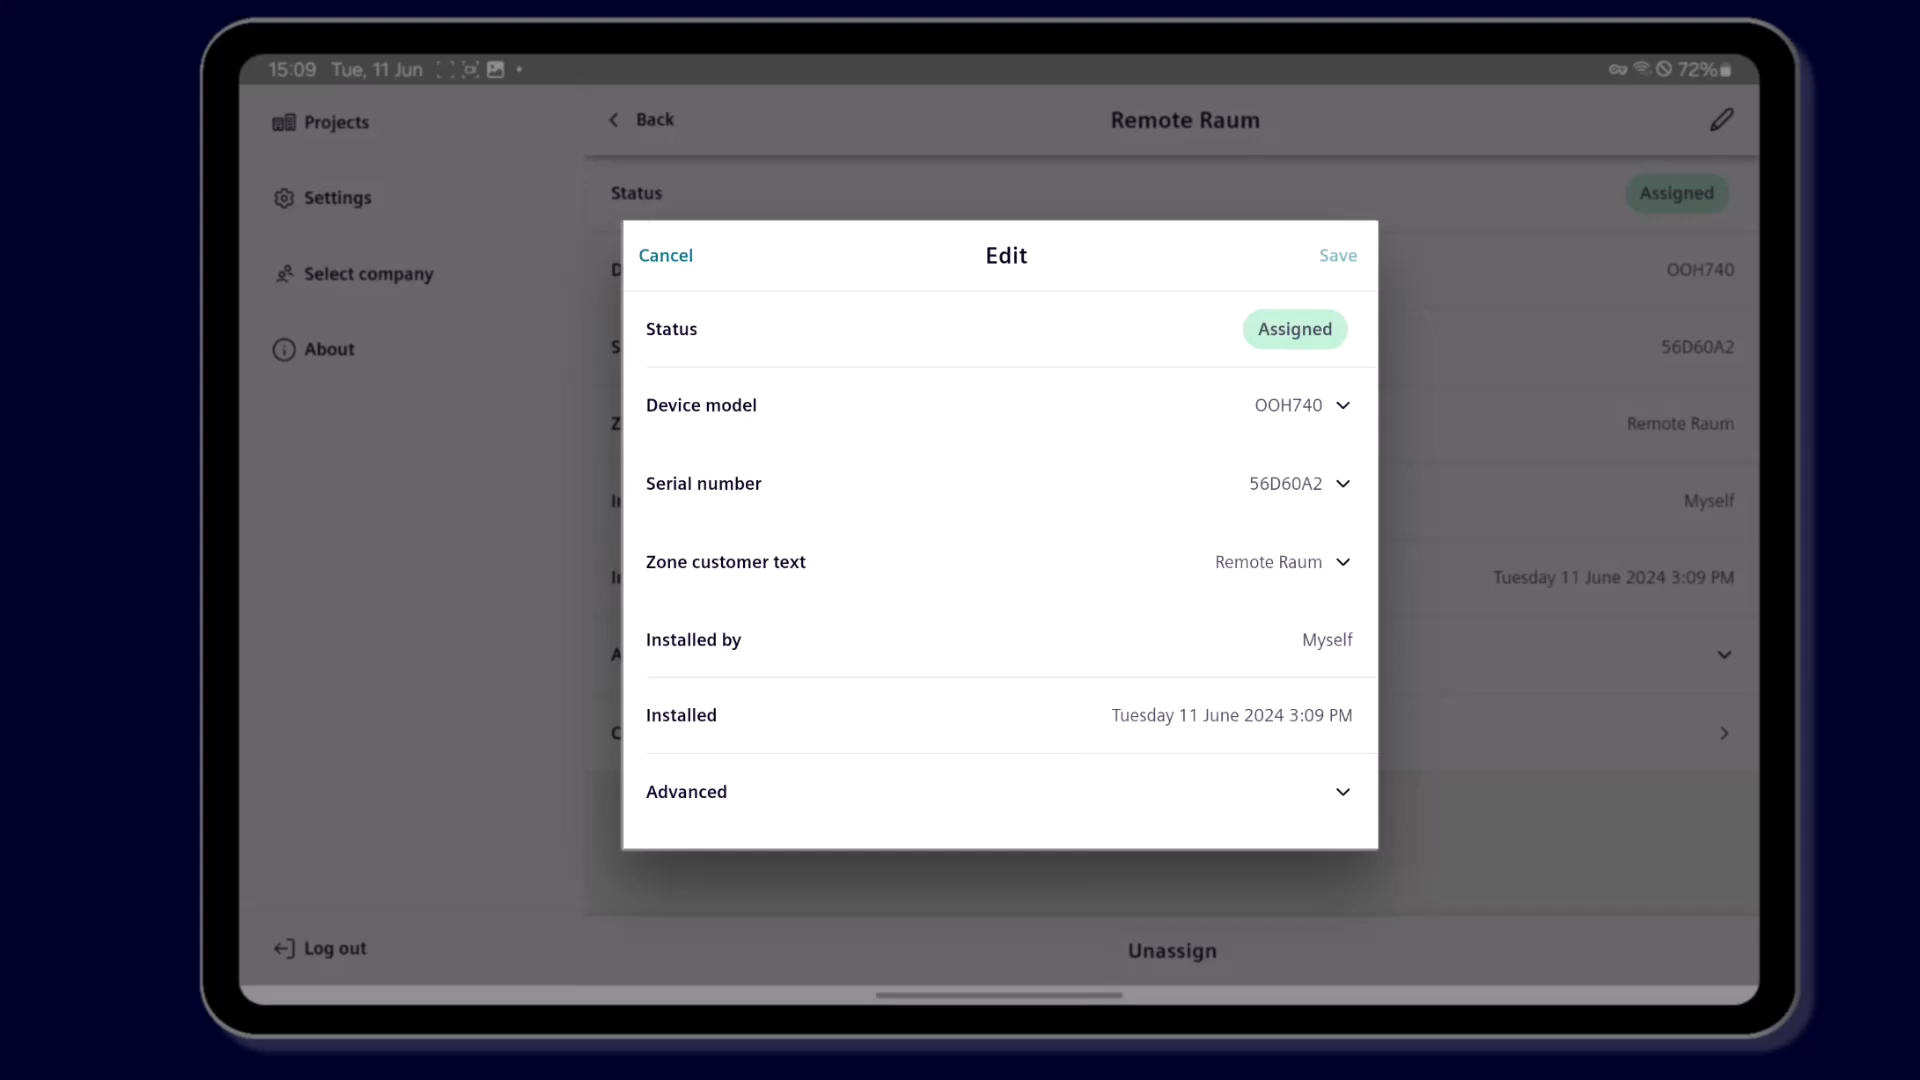 15:09 Tue, 11 Jun
72%
Projects
Settings
Select company
About
Log out
Back
Remote Raum
Status
Assigned
D
OOH740
S
56D60A2
Z
Remote Raum
Myself
Tuesday 11 June 2024 3:09 PM
A
C
Unassign
Cancel
Edit
Save
Status
Assigned
Device model
OOH740
Serial number
56D60A2
Zone customer text
Remote Raum
Installed by
Myself
Installed
Tuesday 11 June 2024 3:09 PM
Advanced